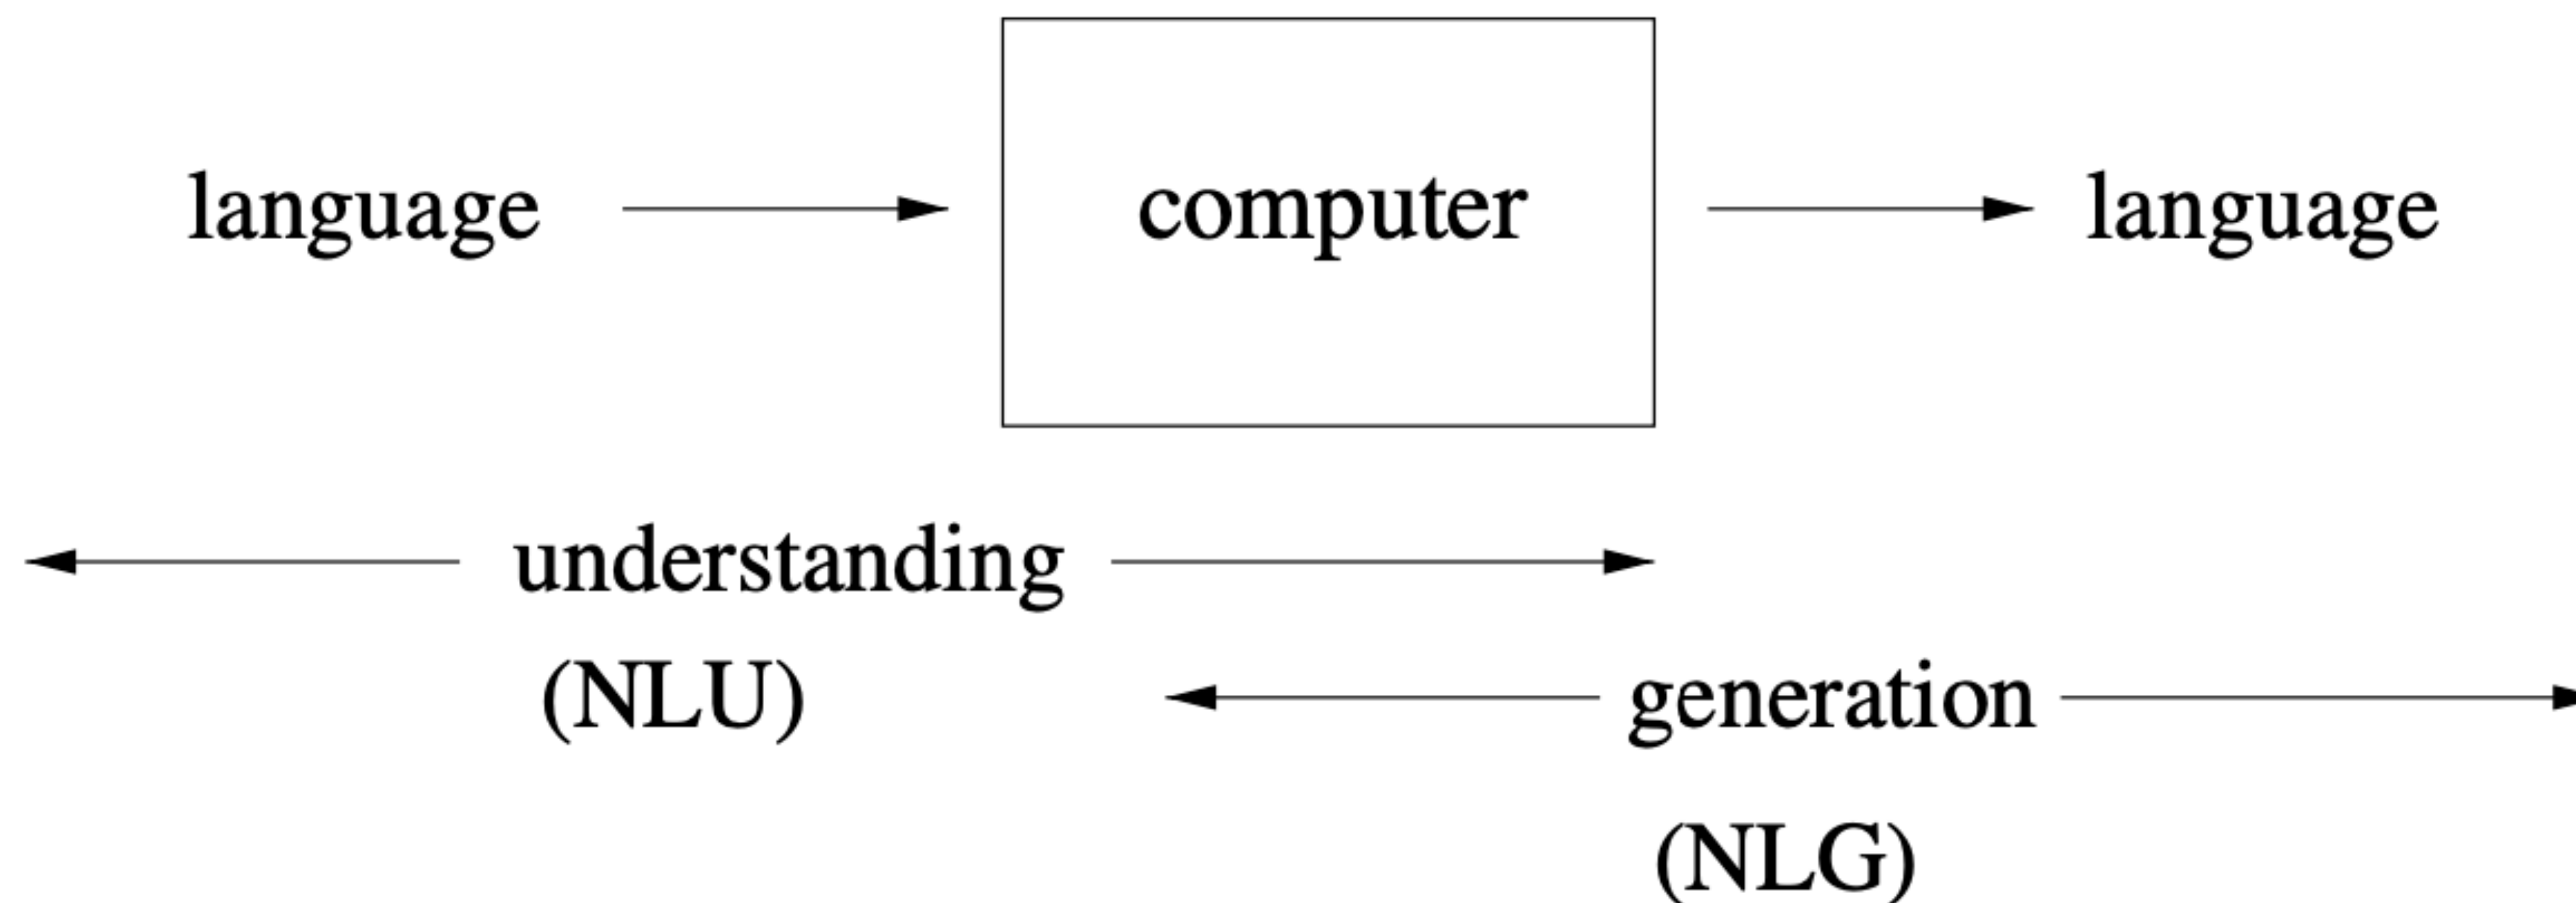 language computer language
understanding
(NLU)
generation
(NLG)